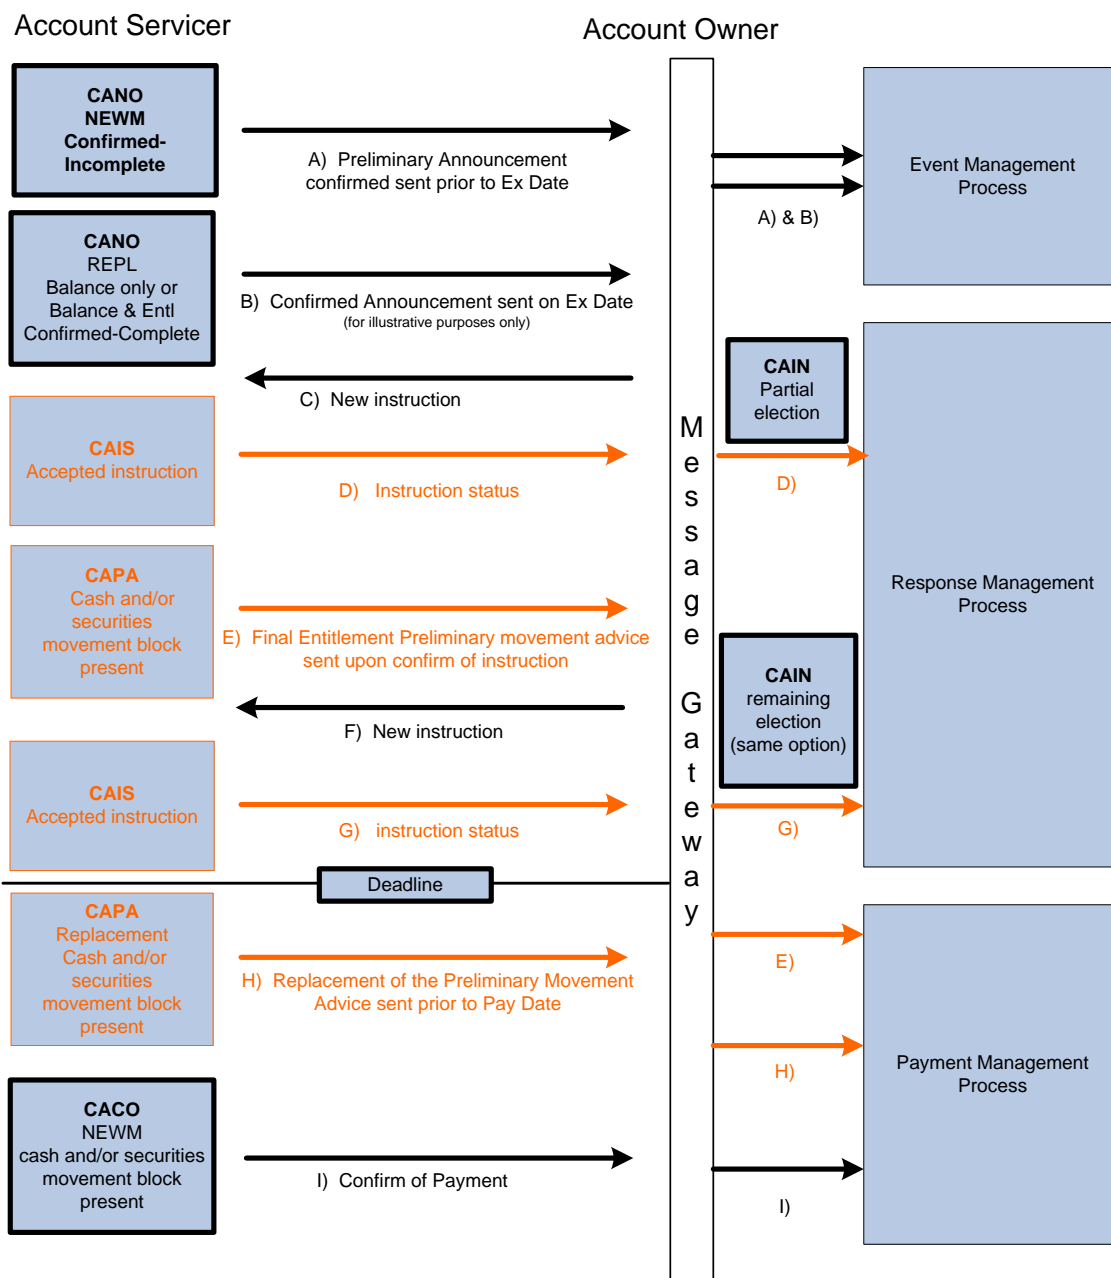 Account Servicer
Account Owner
CANO
NEWM
Confirmed-
Incomplete
A)  Preliminary Announcement
confirmed sent prior to Ex Date
A) & B)
Event Management
Process
CANO
REPL
Balance only or
Balance & Entl
Confirmed-Complete
B)  Confirmed Announcement sent on Ex Date
(for illustrative purposes only)
C)  New instruction
CAIN
Partial
election
CAIS
Accepted instruction
D)   Instruction status
D)
Response Management
Process
CAPA
Cash and/or
securities
movement block
present
E)  Final Entitlement Preliminary movement advice
sent upon confirm of instruction
F)  New instruction
CAIN
remaining
election
(same option)
CAIS
Accepted instruction
G)   instruction status
G)
Message Gateway
Deadline
CAPA
Replacement
Cash and/or
securities
movement block
present
H)  Replacement of the Preliminary Movement
Advice sent prior to Pay Date
E)
H)
Payment Management
Process
CACO
NEWM
cash and/or securities
movement block
present
I)  Confirm of Payment
I)